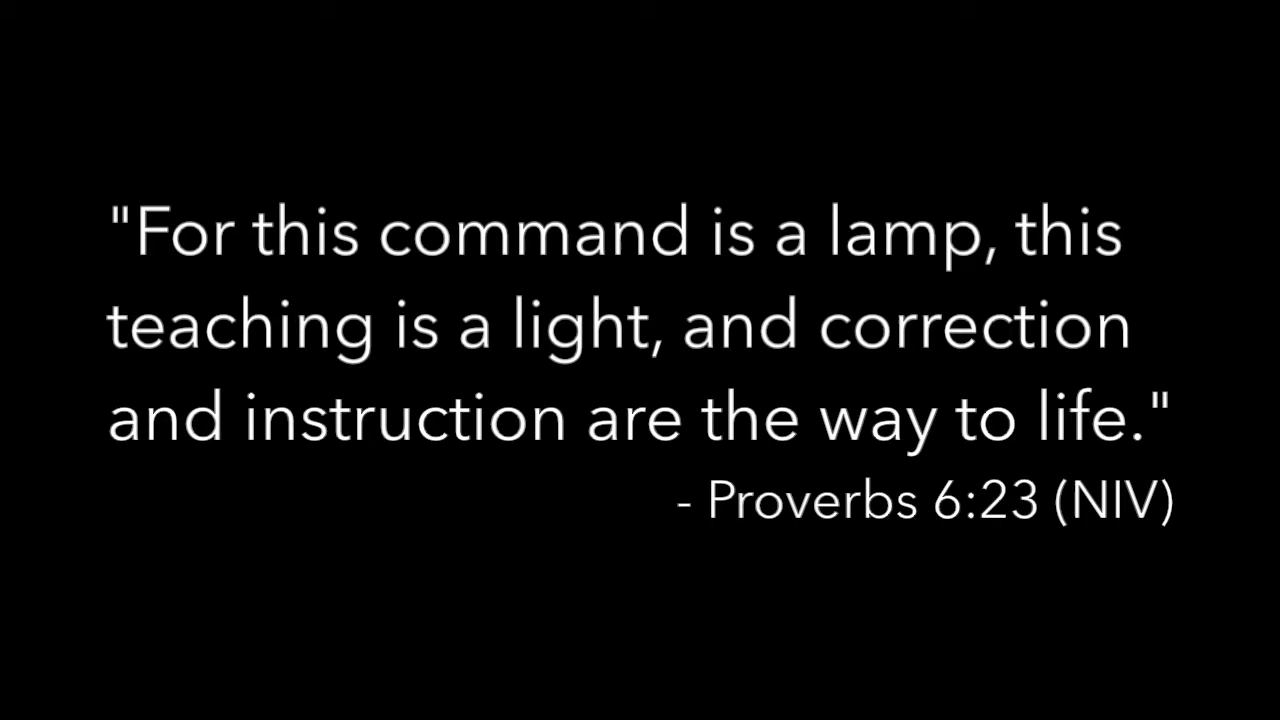 "For this command is a lamp, this
teaching is a light, and correction
and instruction are the way to life."
- Proverbs 6:23 (NIV)